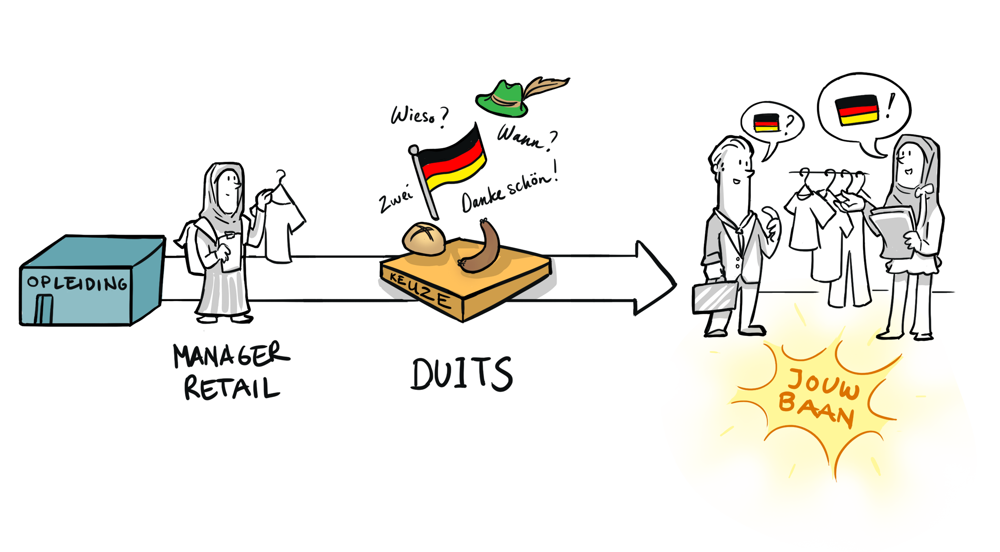 OPLEIDING
MANAGER
RETAIL
Wieso?
Wann?
Zwei
Danke schön!
KEUZE
DUITS
?
!
JOUW
BAAN